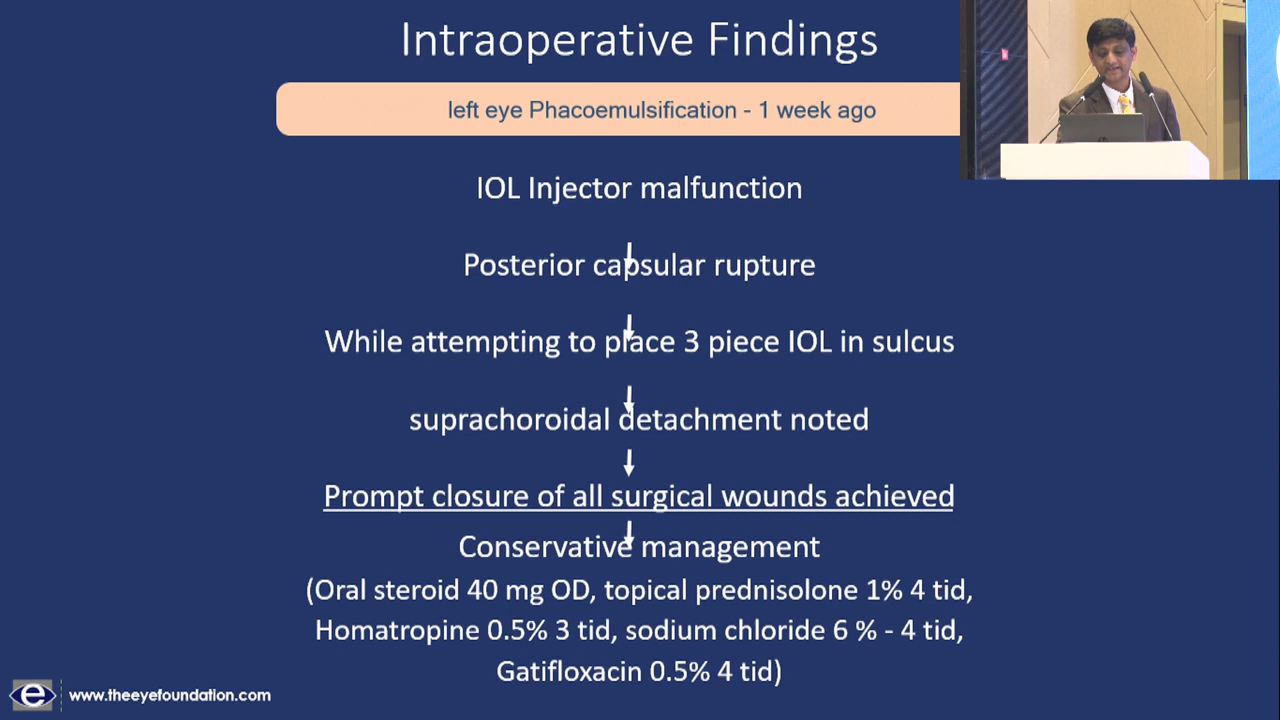 Intraoperative Findings
left eye Phacoemulsification - 1 week ago
IOL Injector malfunction
Posterior capsular rupture
While attempting to place 3 piece IOL in sulcus
suprachoroidal detachment noted
Prompt closure of all surgical wounds achieved
Conservative management
(Oral steroid 40 mg OD, topical prednisolone 1% 4 tid,
Homatropine 0.5% 3 tid, sodium chloride 6 % - 4 tid,
Gatifloxacin 0.5% 4 tid)
e
www.theeyefoundation.com